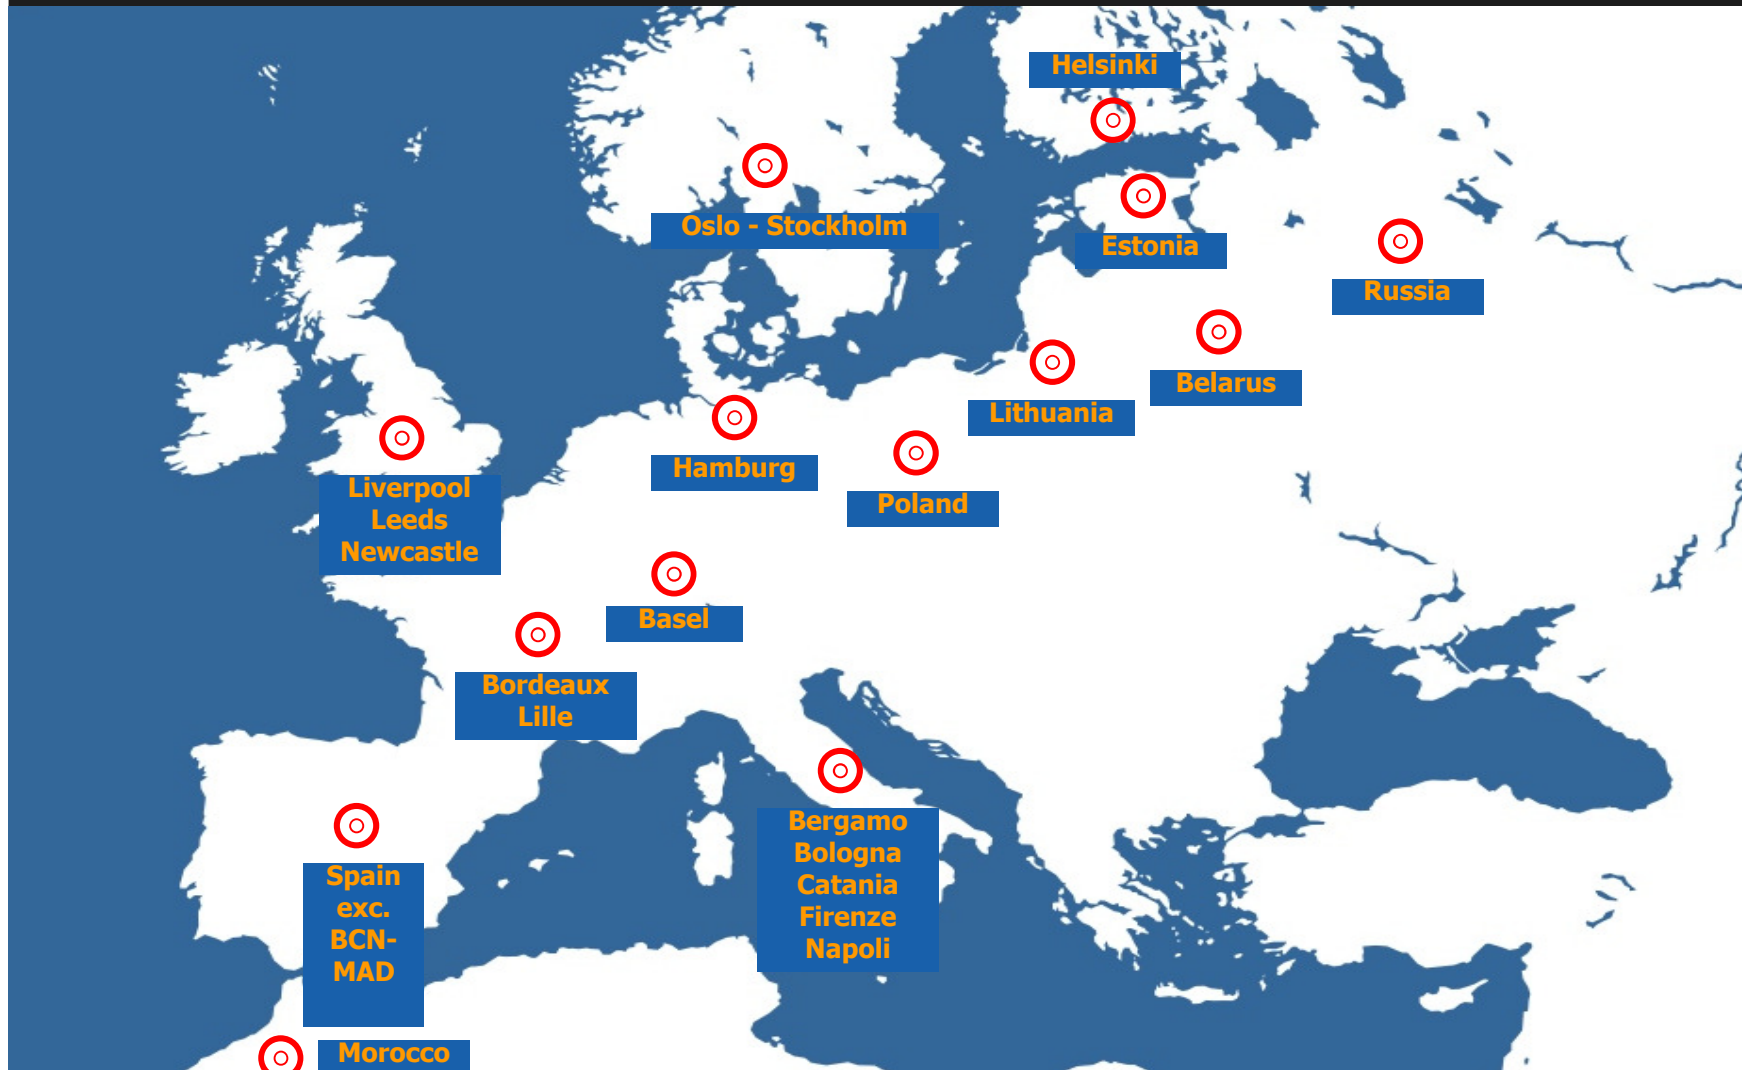 Helsinki
Oslo - Stockholm
Estonia
Russia
Belarus
Lithuania
Hamburg
Poland
Liverpool
Leeds
Newcastle
Basel
Bordeaux
Lille
Bergamo
Bologna
Catania
Firenze
Napoli
Spain
exc.
BCN-
MAD
Morocco